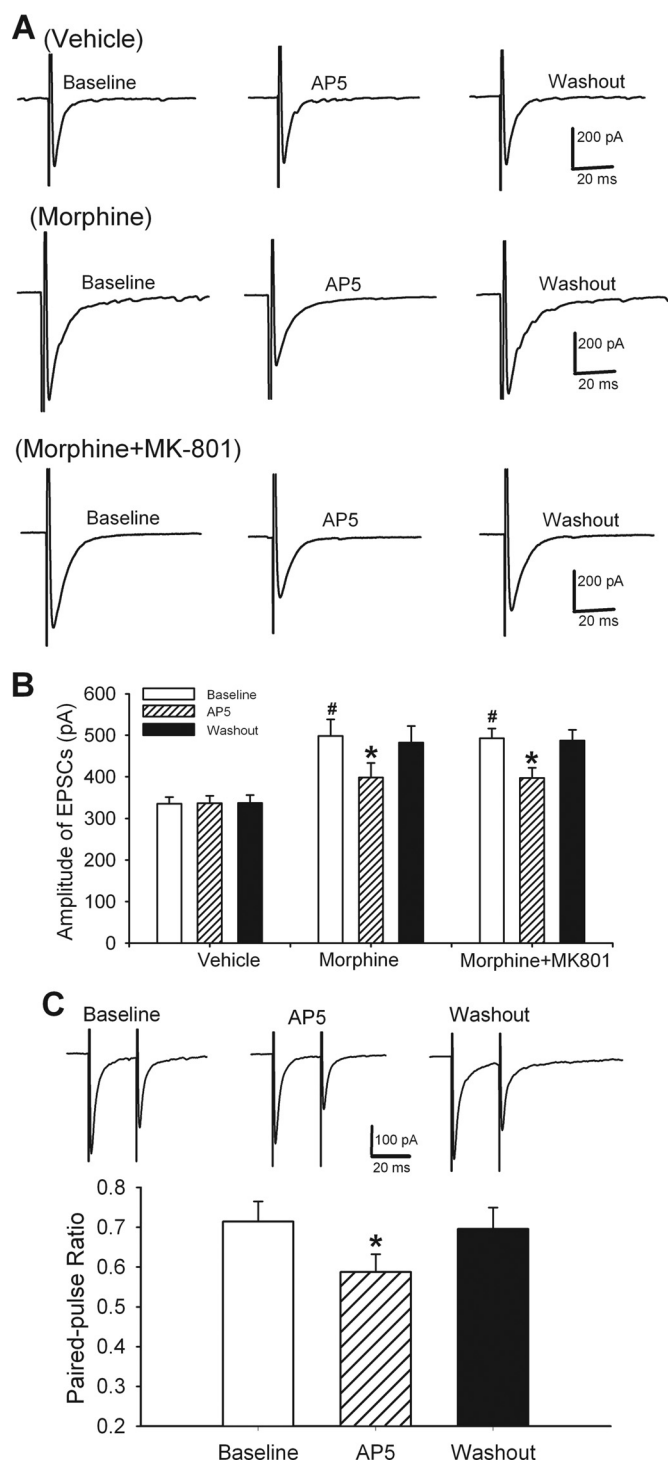 A
(Vehicle)
Baseline
AP5
Washout
200 pA
20 ms
(Morphine)
Baseline
AP5
Washout
200 pA
20 ms
(Morphine+MK-801)
Baseline
AP5
Washout
200 pA
20 ms
B
Amplitude of EPSCs (pA)
600
500
400
300
200
100
0
Baseline
AP5
Washout
#
*
#
*
Vehicle
Morphine
Morphine+MK801
C
Baseline
AP5
Washout
100 pA
20 ms
Paired-pulse Ratio
0.8
0.7
0.6
0.5
0.4
0.3
0.2
*
Baseline
AP5
Washout